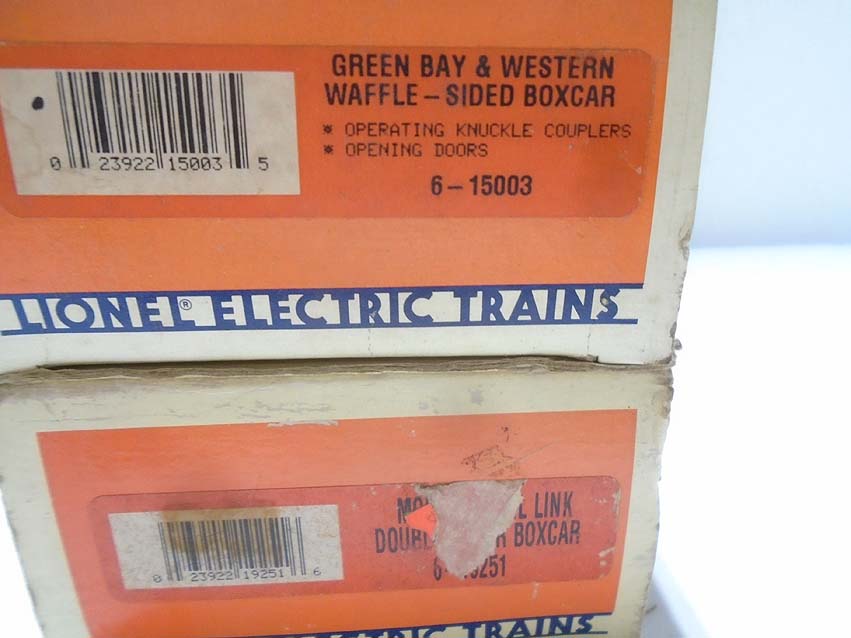 GREEN BAY & WESTERN
WAFFLE-SIDED BOXCAR
* OPERATING KNUCKLE COUPLERS
* OPENING DOORS
6-15003
0 23922 15003 5
LIONEL® ELECTRIC TRAINS
LINK
BOXCAR
0 23922 19251 6
TRAINS